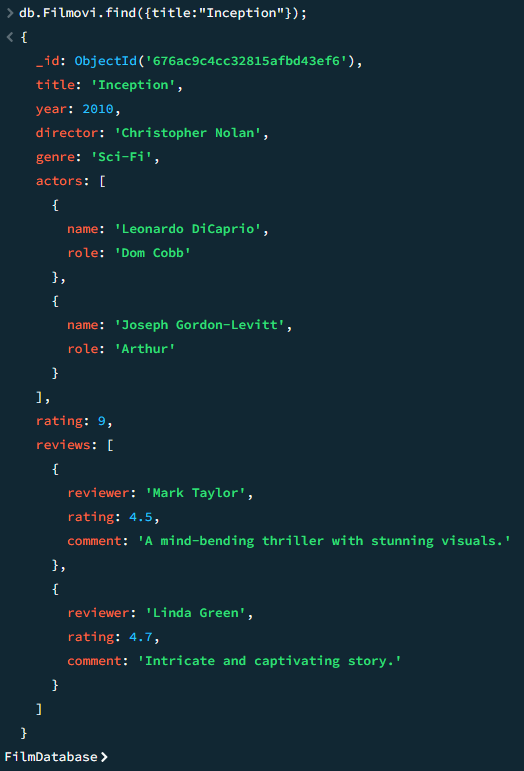 > db.Filmovi.find({title:"Inception"});
< {
    _id: ObjectId('676ac9c4cc32815afbd43ef6'),
    title: 'Inception',
    year: 2010,
    director: 'Christopher Nolan',
    genre: 'Sci-Fi',
    actors: [
      {
        name: 'Leonardo DiCaprio',
        role: 'Dom Cobb'
      },
      {
        name: 'Joseph Gordon-Levitt',
        role: 'Arthur'
      }
    ],
    rating: 9,
    reviews: [
      {
        reviewer: 'Mark Taylor',
        rating: 4.5,
        comment: 'A mind-bending thriller with stunning visuals.'
      },
      {
        reviewer: 'Linda Green',
        rating: 4.7,
        comment: 'Intricate and captivating story.'
      }
    ]
  }
FilmDatabase>